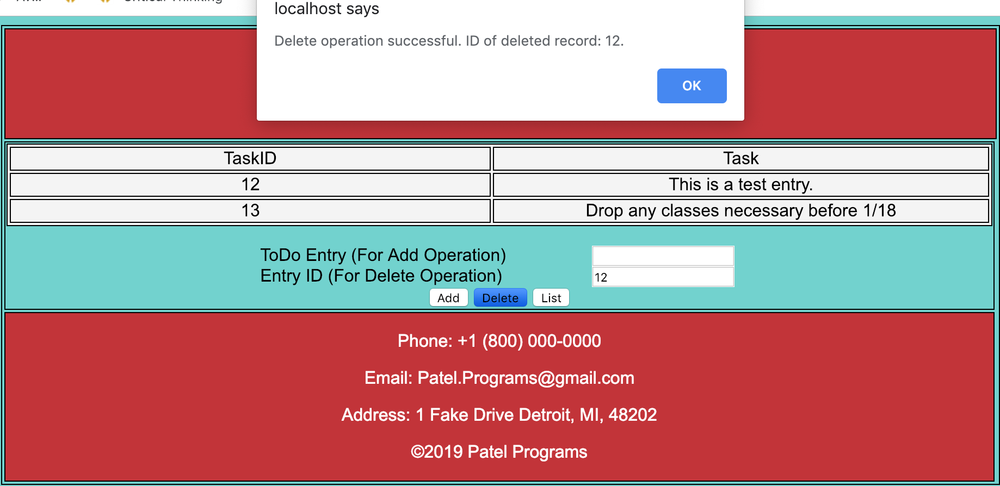 localhost says
Delete operation successful. ID of deleted record: 12.
OK
TaskID Task
12 This is a test entry.
13 Drop any classes necessary before 1/18
ToDo Entry (For Add Operation)
Entry ID (For Delete Operation) 12
Add Delete List
Phone: +1 (800) 000-0000
Email: Patel.Programs@gmail.com
Address: 1 Fake Drive Detroit, MI, 48202
©2019 Patel Programs